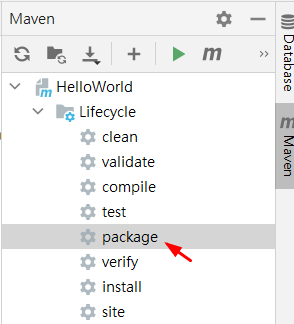 Maven
m
HelloWorld
Lifecycle
clean
validate
compile
test
package
verify
install
site
Database
m Maven